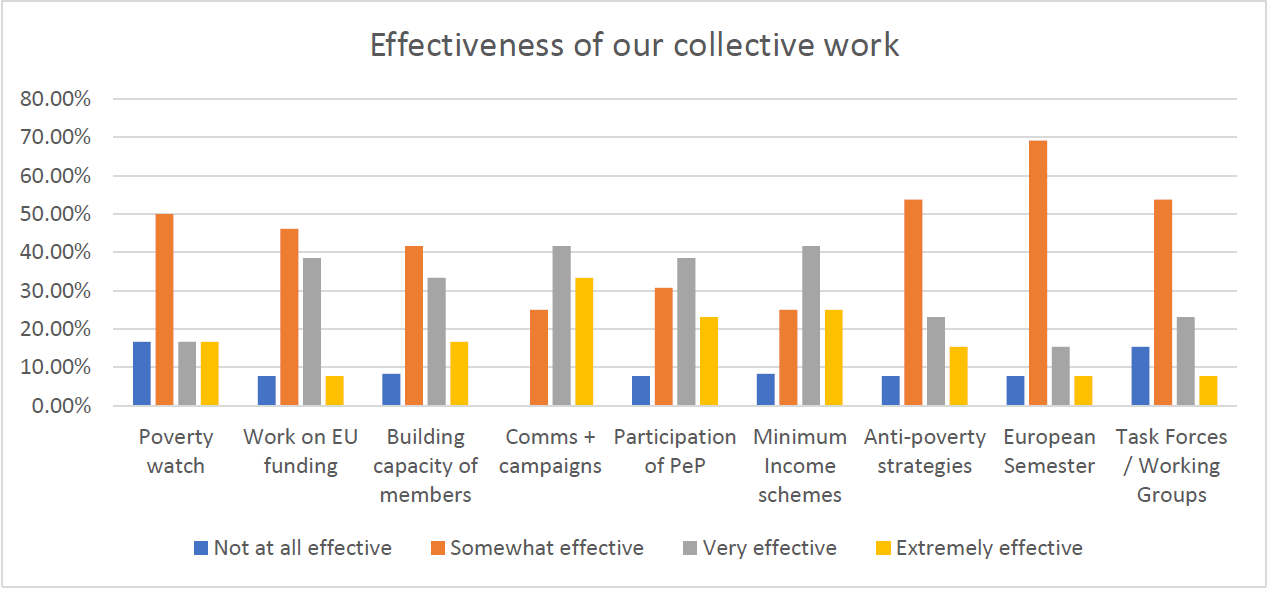 Effectiveness of our collective work
80.00%
70.00%
60.00%
50.00%
40.00%
30.00%
20.00%
10.00%
0.00%
Poverty
watch
Work on EU
funding
Building
capacity of
members
Comms +
campaigns
Participation
of PeP
Minimum
Income
schemes
Anti-poverty
strategies
European
Semester
Task Forces
/ Working
Groups
Not at all effective
Somewhat effective
Very effective
Extremely effective